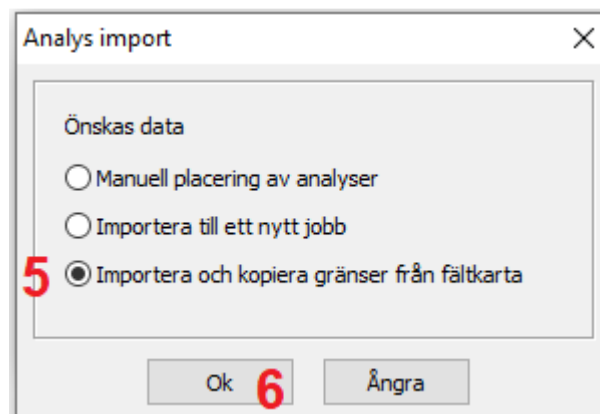 Analys import
Önskas data
Manuell placering av analyser
Importera till ett nytt jobb
5 Importera och kopiera gränser från fältkarta
Ok 6 Ångra